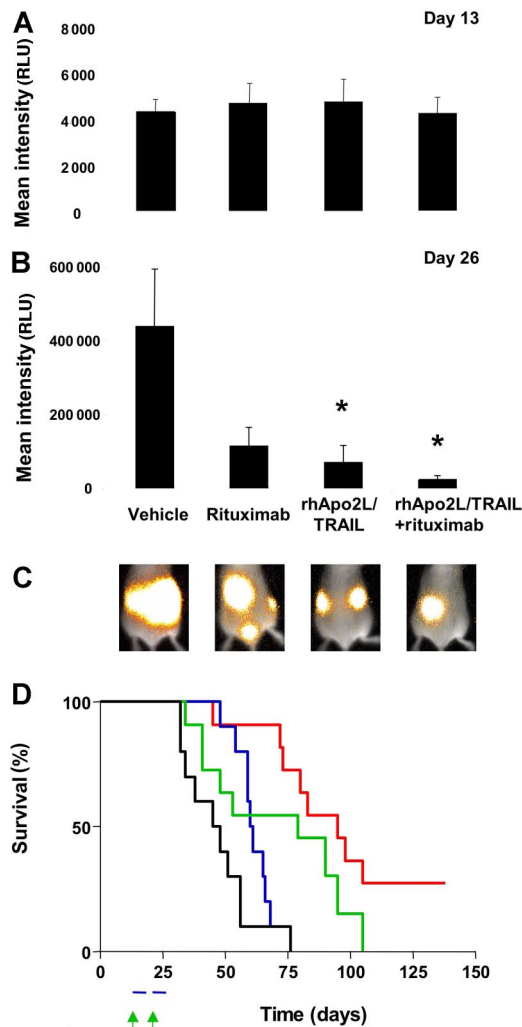 A
Day 13
Mean intensity (RLU)
8 000
6 000
4 000
2 000
0
B
Day 26
Mean intensity (RLU)
600 000
400 000
200 000
0
*
*
Vehicle
Rituximab
rhApo2L/
TRAIL
rhApo2L/TRAIL
+rituximab
C
D
Survival (%)
100
50
0
0
25
50
75
100
125
150
Time (days)